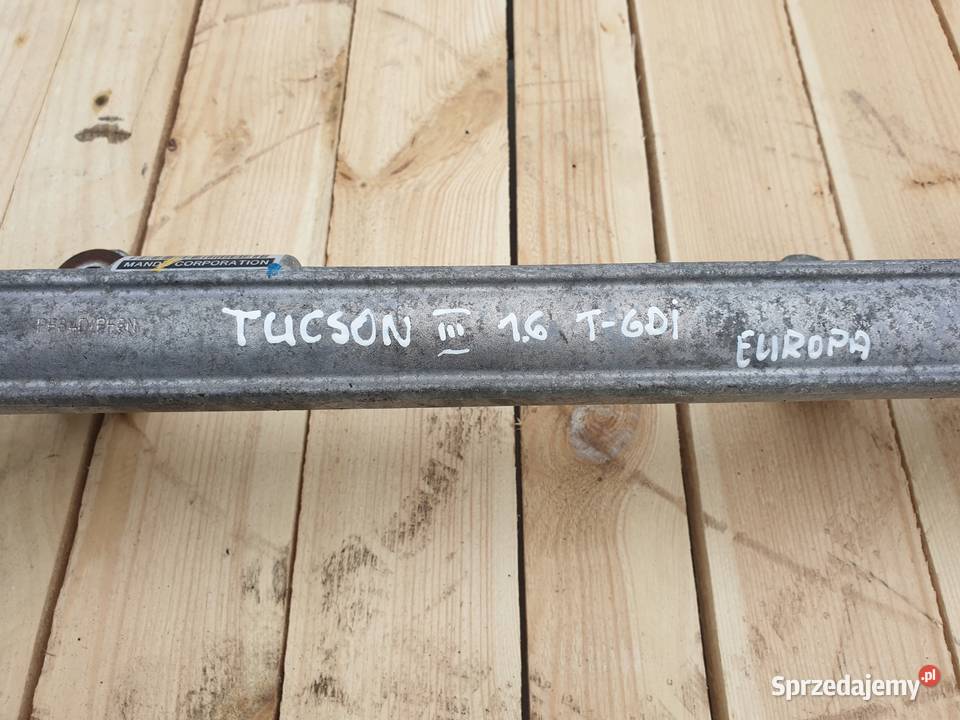 MANDO CORPORATION
TUCSON III 1.6 T-GDi
EUROPA
Sprzedajemy .pl